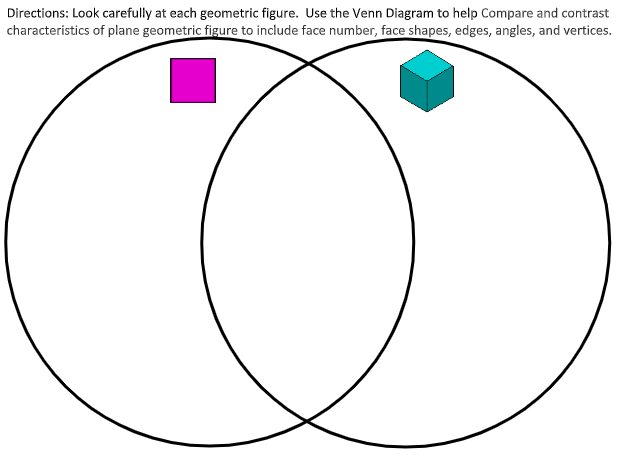 Directions: Look carefully at each geometric figure.  Use the Venn Diagram to help Compare and contrast
characteristics of plane geometric figure to include face number, face shapes, edges, angles, and vertices.